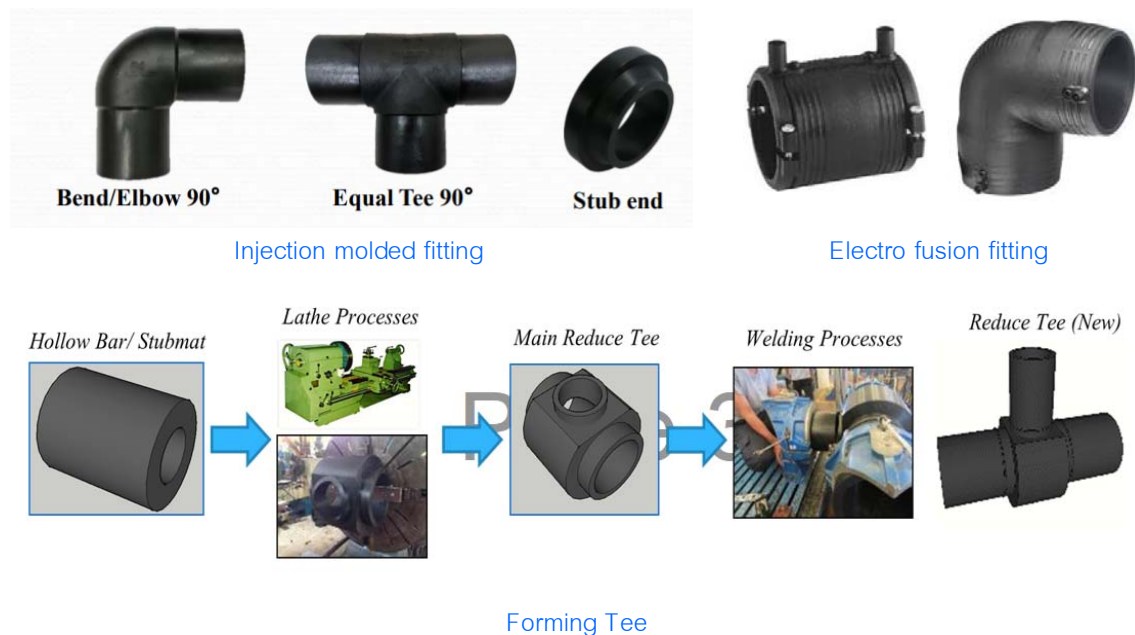 Bend/Elbow 90°
Equal Tee 90°
Stub end
Injection molded fitting
Electro fusion fitting
Hollow Bar/ Stubmat
Lathe Processes
Main Reduce Tee
Welding Processes
Reduce Tee (New)
Forming Tee